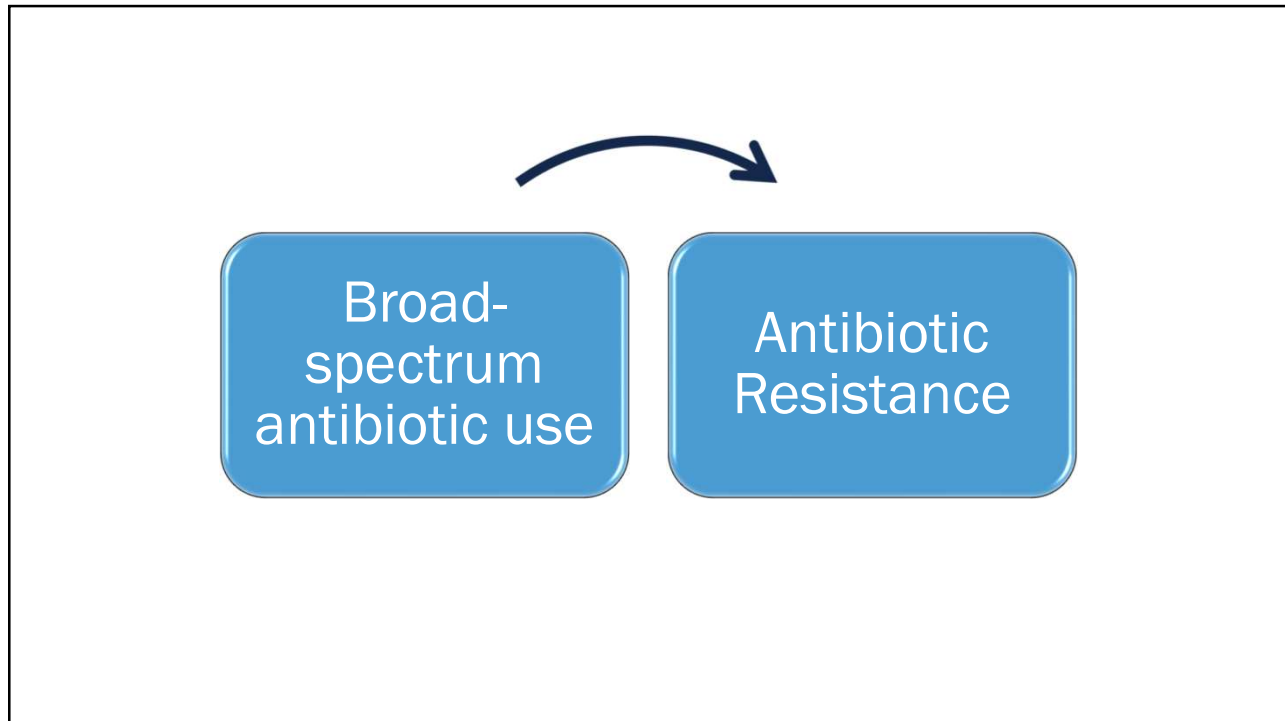 Broad-
spectrum
antibiotic use
Antibiotic
Resistance